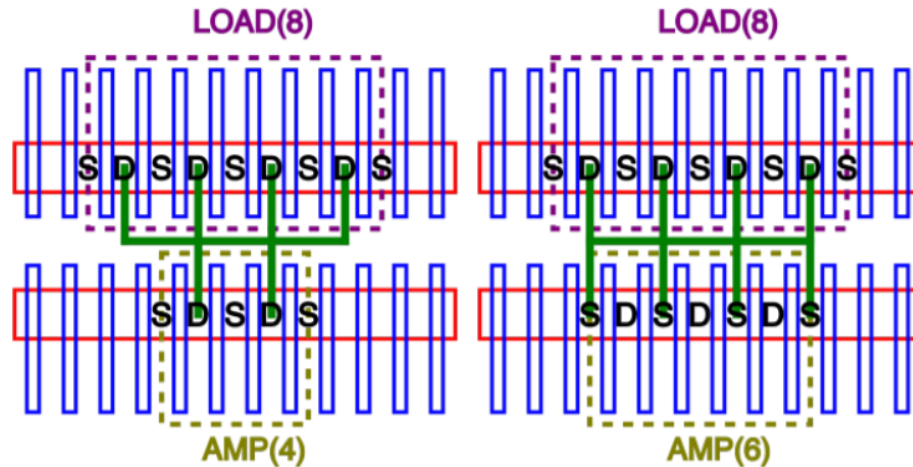 LOAD(8) LOAD(8)
S D S D S D S D S S D S D S D S D S
S D S D S S D S D S D S
AMP(4) AMP(6)